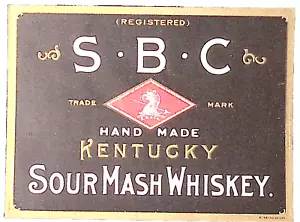 (REGISTERED)
S · B · C
TRADE MARK
HAND MADE
KENTUCKY
SOUR MASH WHISKEY.